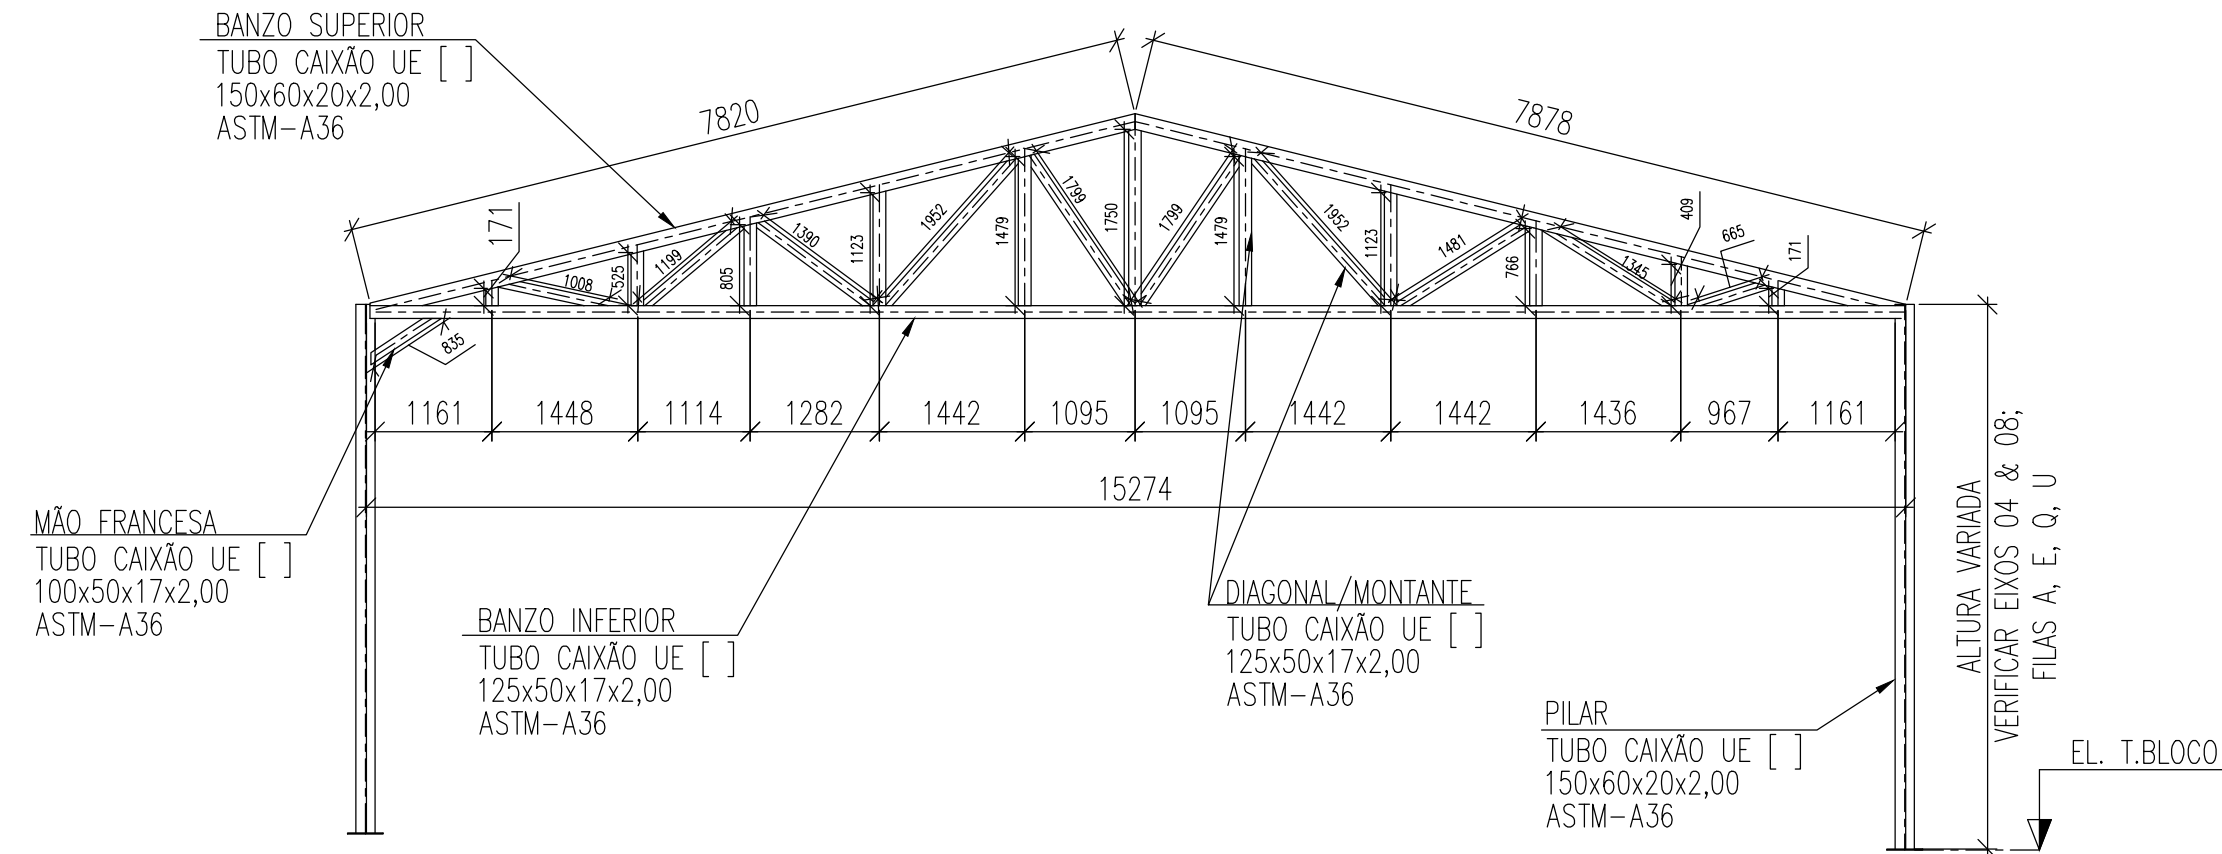 BANZO SUPERIOR
TUBO CAIXÃO UE [ ]
150x60x20x2,00
ASTM-A36
7820
7878
171
1008
525
1199
805
1390
1123
1952
1479
1799
1750
1799
1479
1952
1123
1481
766
1345
409
665
171
835
1161
1448
1114
1282
1442
1095
1095
1442
1442
1436
967
1161
15274
MÃO FRANCESA
TUBO CAIXÃO UE [ ]
100x50x17x2,00
ASTM-A36
BANZO INFERIOR
TUBO CAIXÃO UE [ ]
125x50x17x2,00
ASTM-A36
DIAGONAL/MONTANTE
TUBO CAIXÃO UE [ ]
125x50x17x2,00
ASTM-A36
PILAR
TUBO CAIXÃO UE [ ]
150x60x20x2,00
ASTM-A36
ALTURA VARIADA
VERIFICAR EIXOS 04 & 08;
FILAS A, E, Q, U
EL. T.BLOCO